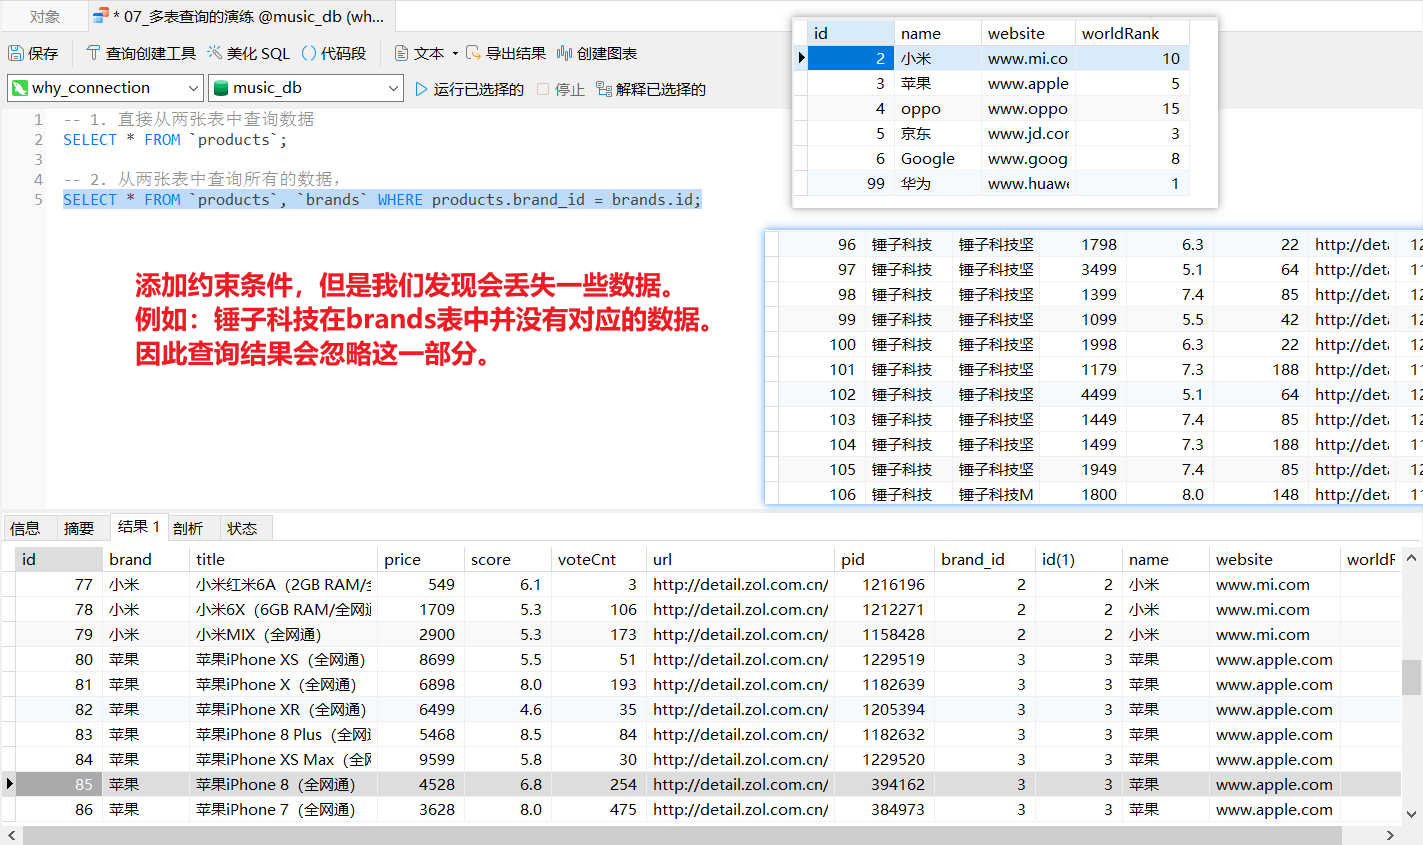 对象
* 07_多表查询的演练 @music_db (wh...
保存 查询创建工具 美化 SQL () 代码段 文本 导出结果 创建图表
why_connection music_db 运行已选择的 停止 解释已选择的
1 -- 1. 直接从两张表中查询数据
2 SELECT * FROM `products`;
3
4 -- 2. 从两张表中查询所有的数据，
5 SELECT * FROM `products`, `brands` WHERE products.brand_id = brands.id;
添加约束条件，但是我们发现会丢失一些数据。
例如：锤子科技在brands表中并没有对应的数据。
因此查询结果会忽略这一部分。
id name website worldRank
2 小米 www.mi.co 10
3 苹果 www.apple 5
4 oppo www.oppo 15
5 京东 www.jd.cor 3
6 Google www.goog 8
99 华为 www.huawe 1
96 锤子科技 锤子科技坚 1798 6.3 22 http://deta 12
97 锤子科技 锤子科技坚 3499 5.1 64 http://deta 11
98 锤子科技 锤子科技坚 1399 7.4 85 http://deta 12
99 锤子科技 锤子科技坚 1099 5.5 42 http://deta 12
100 锤子科技 锤子科技坚 1998 6.3 22 http://deta 12
101 锤子科技 锤子科技坚 1179 7.3 188 http://deta 11
102 锤子科技 锤子科技坚 4499 5.1 64 http://deta 12
103 锤子科技 锤子科技坚 1449 7.4 85 http://deta 12
104 锤子科技 锤子科技坚 1499 7.3 188 http://deta 11
105 锤子科技 锤子科技坚 1949 7.4 85 http://deta 12
106 锤子科技 锤子科技M 1800 8.0 148 http://deta 11
信息 摘要 结果 1 剖析 状态
id brand title price score voteCnt url pid brand_id id(1) name website worldR
77 小米 小米红米6A（2GB RAM/全 549 6.1 3 http://detail.zol.com.cn/ 1216196 2 2 小米 www.mi.com
78 小米 小米6X（6GB RAM/全网通 1709 5.3 106 http://detail.zol.com.cn/ 1212271 2 2 小米 www.mi.com
79 小米 小米MIX（全网通） 2900 5.3 173 http://detail.zol.com.cn/ 1158428 2 2 小米 www.mi.com
80 苹果 苹果iPhone XS（全网通） 8699 5.5 51 http://detail.zol.com.cn/ 1229519 3 3 苹果 www.apple.com
81 苹果 苹果iPhone X（全网通） 6898 8.0 193 http://detail.zol.com.cn/ 1182639 3 3 苹果 www.apple.com
82 苹果 苹果iPhone XR（全网通） 6499 4.6 35 http://detail.zol.com.cn/ 1205394 3 3 苹果 www.apple.com
83 苹果 苹果iPhone 8 Plus（全网通 5468 8.5 84 http://detail.zol.com.cn/ 1182632 3 3 苹果 www.apple.com
84 苹果 苹果iPhone XS Max（全网 9599 5.8 30 http://detail.zol.com.cn/ 1229520 3 3 苹果 www.apple.com
85 苹果 苹果iPhone 8（全网通） 4528 6.8 254 http://detail.zol.com.cn/ 394162 3 3 苹果 www.apple.com
86 苹果 苹果iPhone 7（全网通） 3628 8.0 475 http://detail.zol.com.cn/ 384973 3 3 苹果 www.apple.com